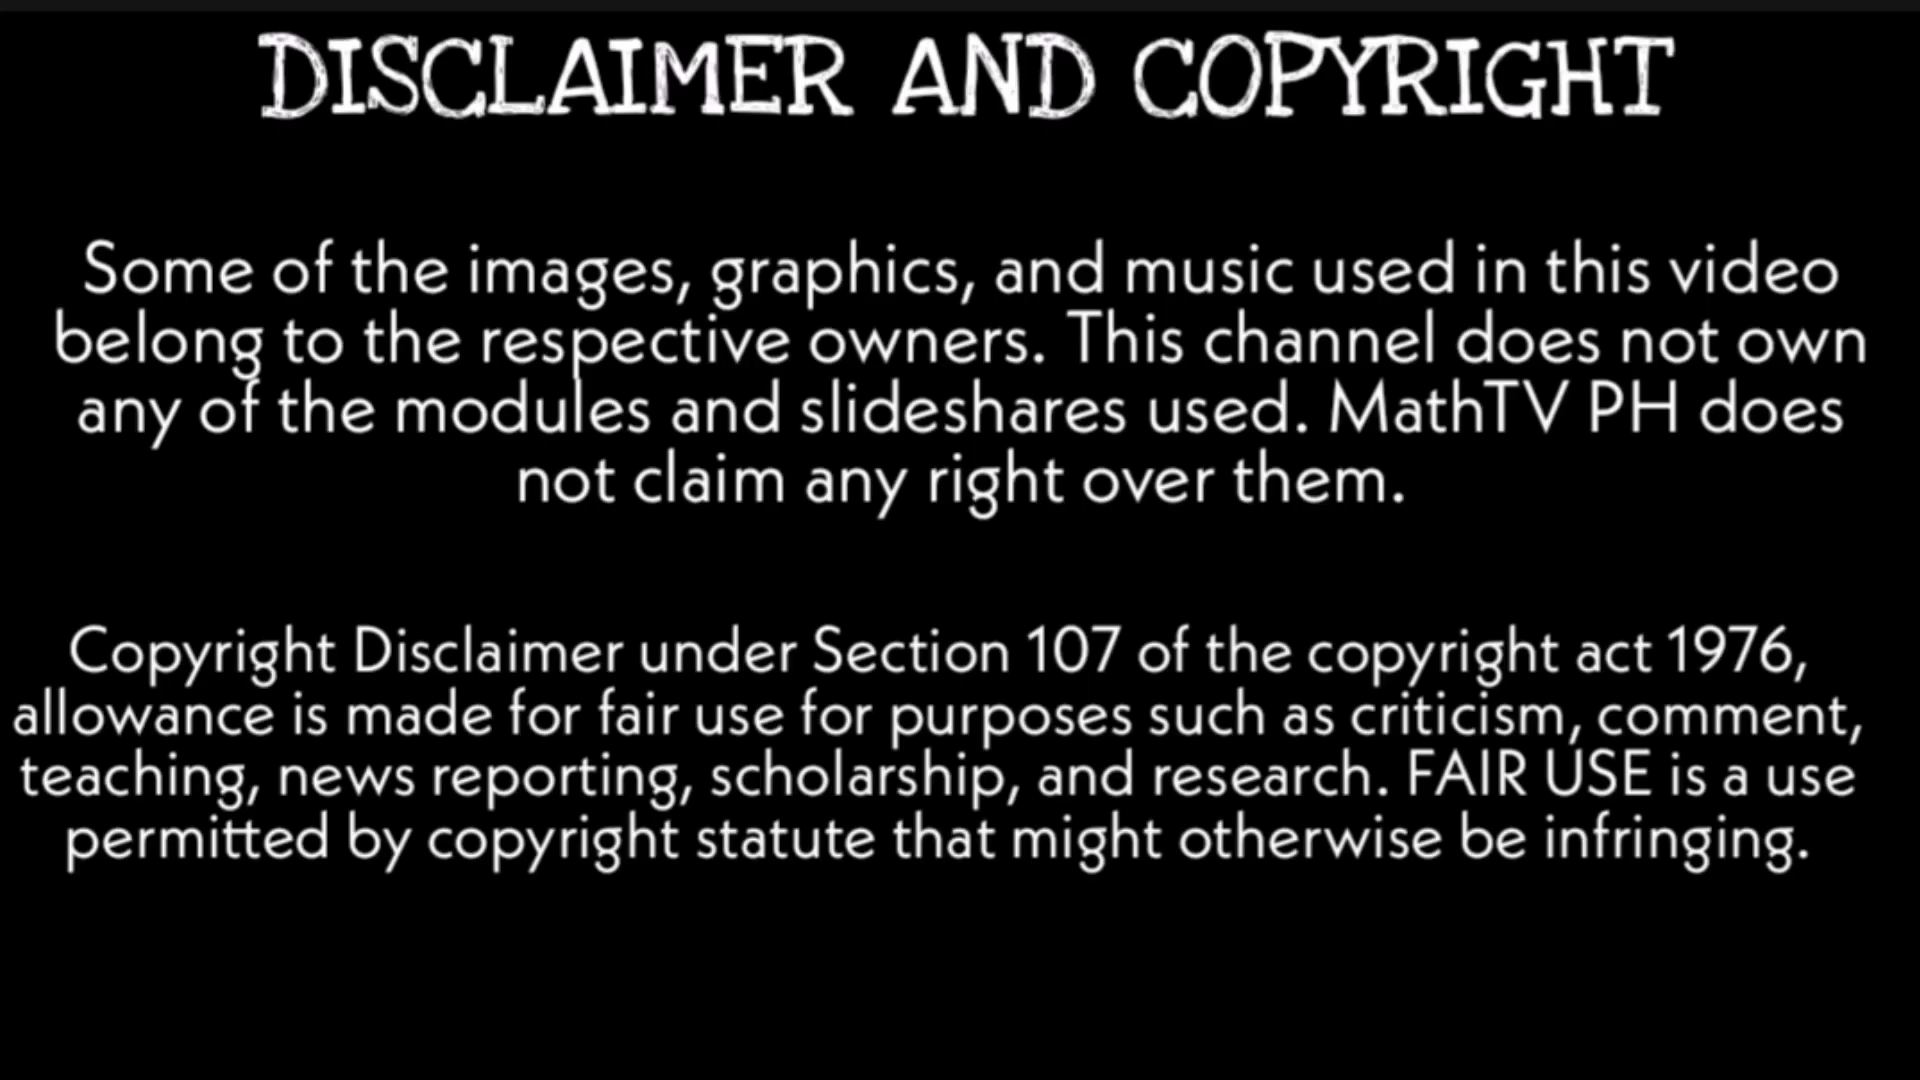 DISCLAIMER AND COPYRIGHT
Some of the images, graphics, and music used in this video
belong to the respective owners. This channel does not own
any of the modules and slideshares used. MathTV PH does
not claim any right over them.
Copyright Disclaimer under Section 107 of the copyright act 1976,
allowance is made for fair use for purposes such as criticism, comment,
teaching, news reporting, scholarship, and research. FAIR USE is a use
permitted by copyright statute that might otherwise be infringing.